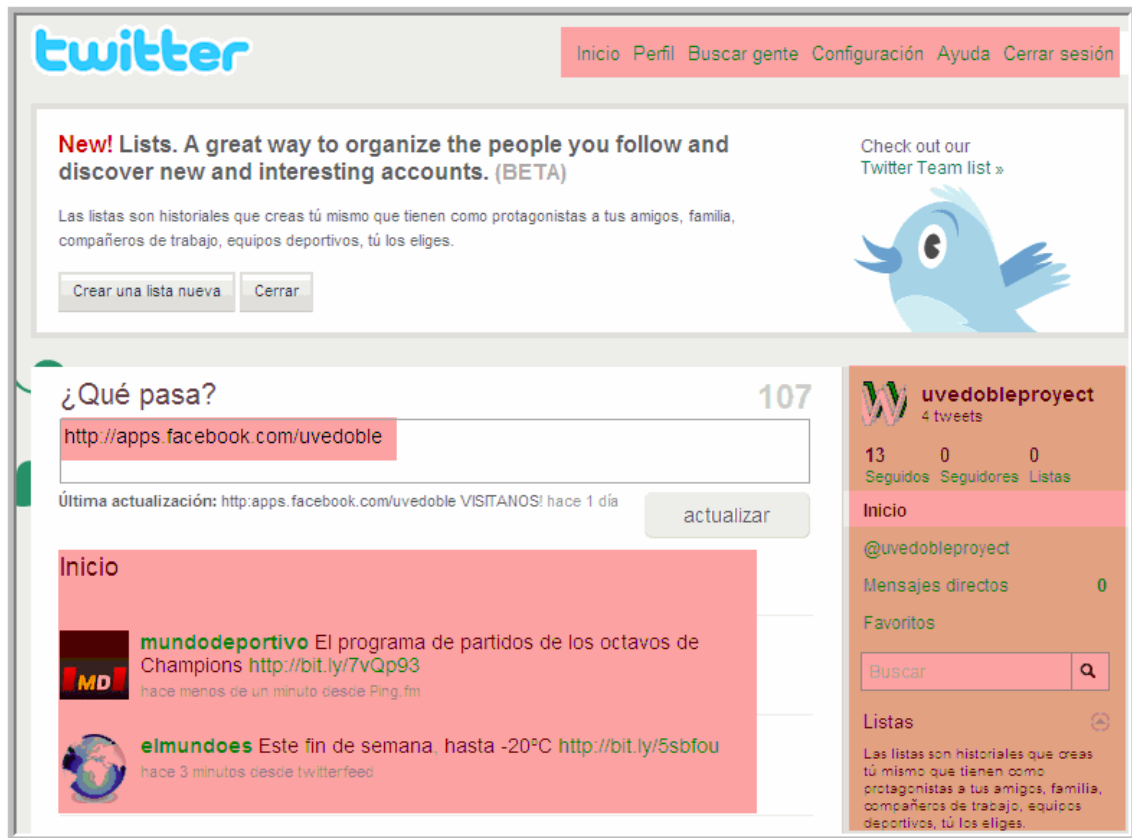 twitter
Inicio Perfil Buscar gente Configuración Ayuda Cerrar sesión
New! Lists. A great way to organize the people you follow and
discover new and interesting accounts. (BETA)
Las listas son historiales que creas tú mismo que tienen como protagonistas a tus amigos, familia,
compañeros de trabajo, equipos deportivos, tú los eliges.
Crear una lista nueva Cerrar
Check out our
Twitter Team list »
¿Qué pasa? 107
http://apps.facebook.com/uvedoble
Última actualización: http:apps.facebook.com/uvedoble VISITANOS! hace 1 día
actualizar
Inicio
MD
mundodeportivo El programa de partidos de los octavos de
Champions http://bit.ly/7vQp93
hace menos de un minuto desde Ping.fm
elmundoes Este fin de semana, hasta -20ºC http://bit.ly/5sbfou
hace 3 minutos desde twitterfeed
W
uvedobleproyect
4 tweets
13 0 0
Seguidos Seguidores Listas
Inicio
@uvedobleproyect
Mensajes directos 0
Favoritos
Buscar
Listas
Las listas son historiales que creas
tú mismo que tienen como
protagonistas a tus amigos, familia,
compañeros de trabajo, equipos
deportivos, tú los eliges.